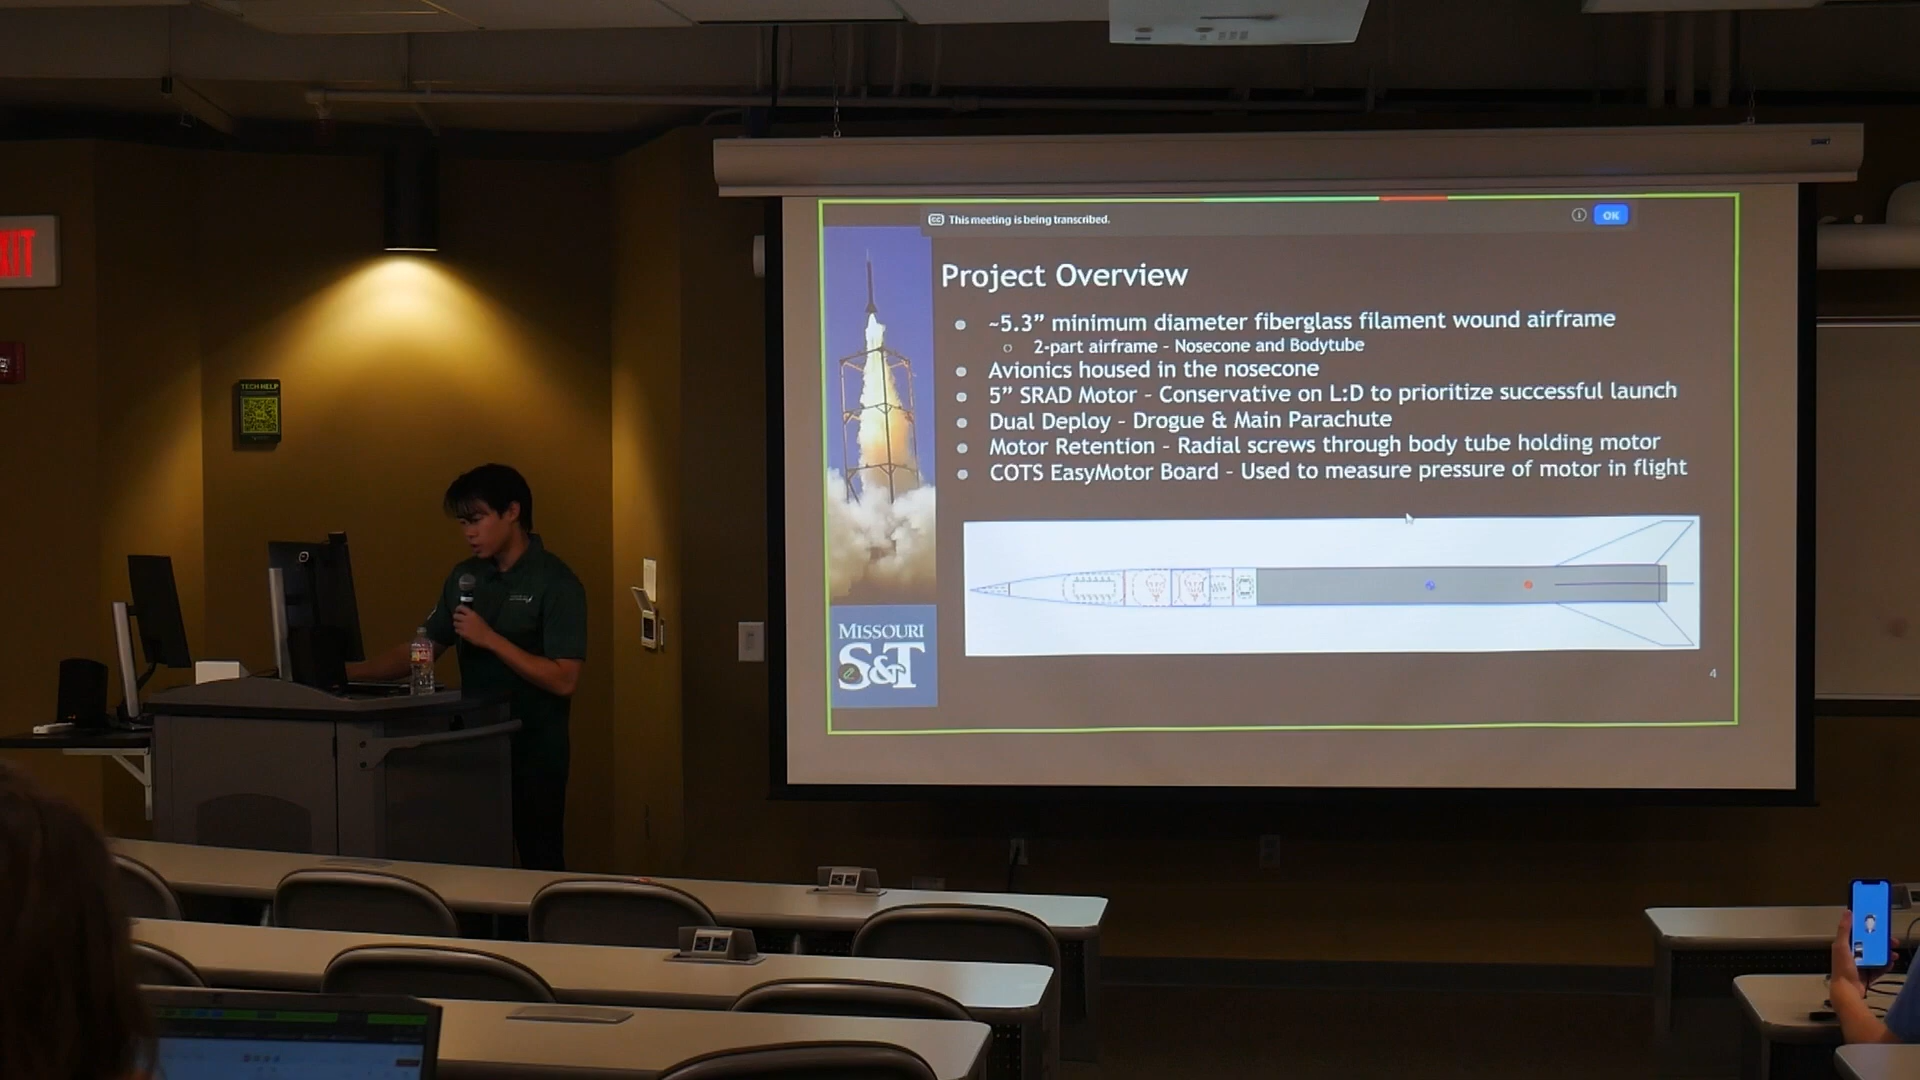 XIT
TECH HELP
This meeting is being transcribed.
OK
Project Overview
~5.3” minimum diameter fiberglass filament wound airframe
2-part airframe - Nosecone and Bodytube
Avionics housed in the nosecone
5” SRAD Motor - Conservative on L:D to prioritize successful launch
Dual Deploy - Drogue & Main Parachute
Motor Retention - Radial screws through body tube holding motor
COTS EasyMotor Board - Used to measure pressure of motor in flight
MISSOURI
S&T
4